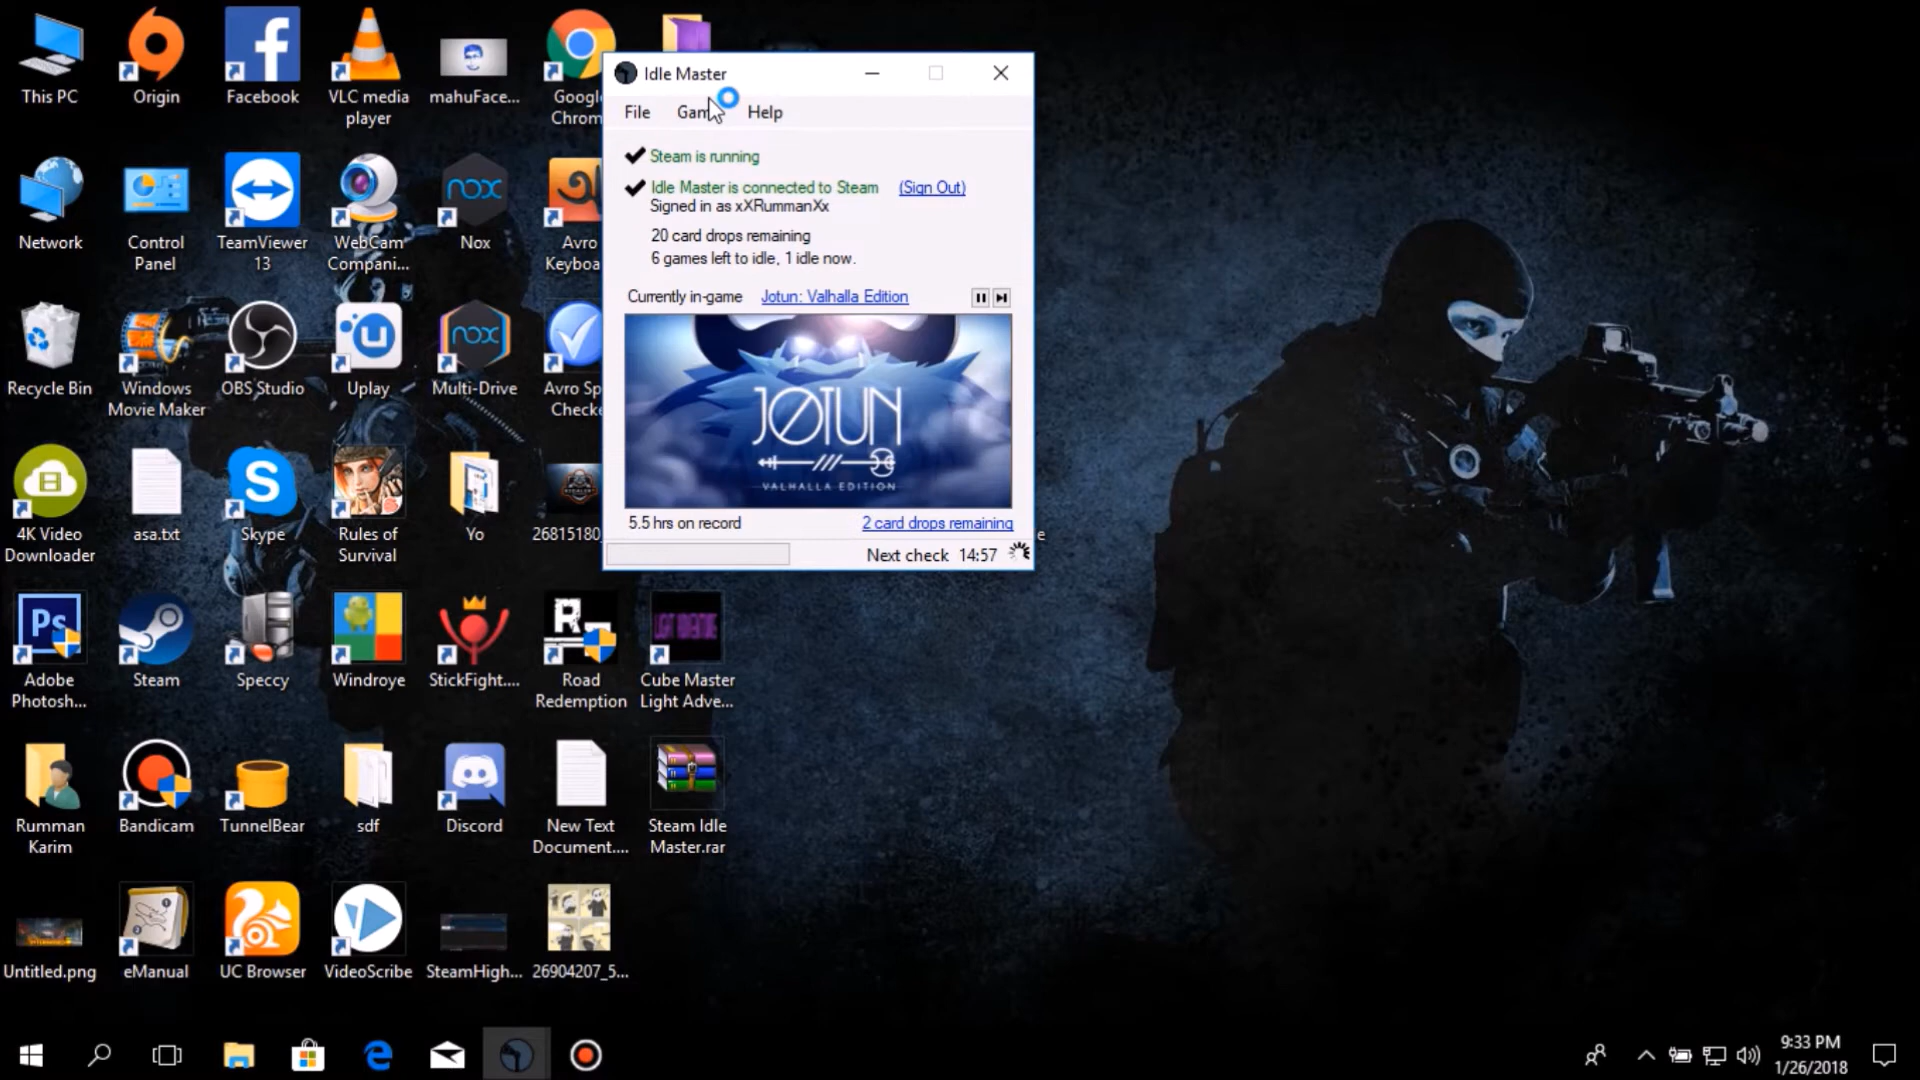 Idle Master
File
Help
Steam is running
Idle Master is connected to Steam (Sign Out)
Signed in as xXRummanXx
20 card drops remaining
6 games left to idle, 1 idle now.
Currently in-game Jotun: Valhalla Edition
JOTUN
VALHALLA EDITION
5.5 hrs on record 2 card drops remaining
Next check 14:57
This PC
Origin
Facebook
VLC media
player
mahuFace...
Google
Chrom
Network
Control
Panel
TeamViewer
13
WebCam
Compani...
nox
Nox
Avro
Keyboa
Recycle Bin
Windows
Movie Maker
OBS Studio
Uplay
nox
Multi-Drive
Avro Sp
Checke
4K Video
Downloader
asa.txt
Skype
Rules of
Survival
Yo
26815180
e
Ps
Adobe
Photosh...
Steam
Speccy
Windroye
StickFight....
Road
Redemption
Cube Master
Light Adve...
Rumman
Karim
Bandicam
TunnelBear
sdf
Discord
New Text
Document....
Steam Idle
Master.rar
Untitled.png
eManual
UC Browser
VideoScribe
SteamHigh...
26904207_5...
9:33 PM
1/26/2018